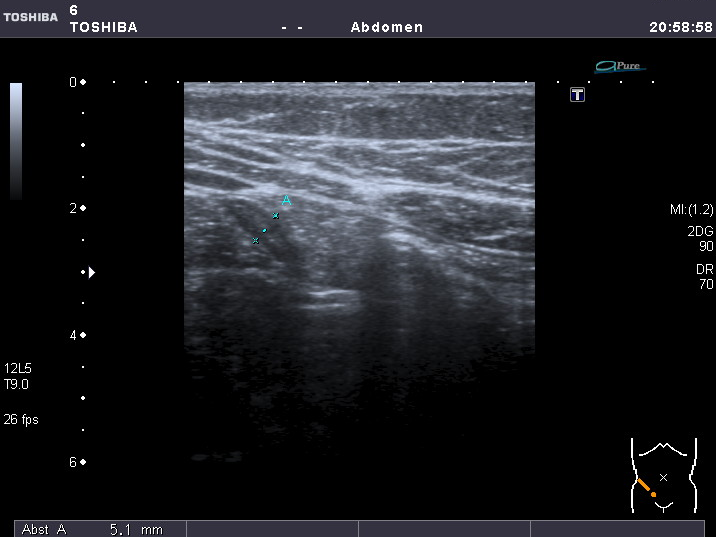 TOSHIBA
6
TOSHIBA - - Abdomen 20:58:58
APure
T
0
A
2
4
6
MI:(1.2)
2DG
90
DR
70
12L5
T9.0
26 fps
Abst A 5.1 mm